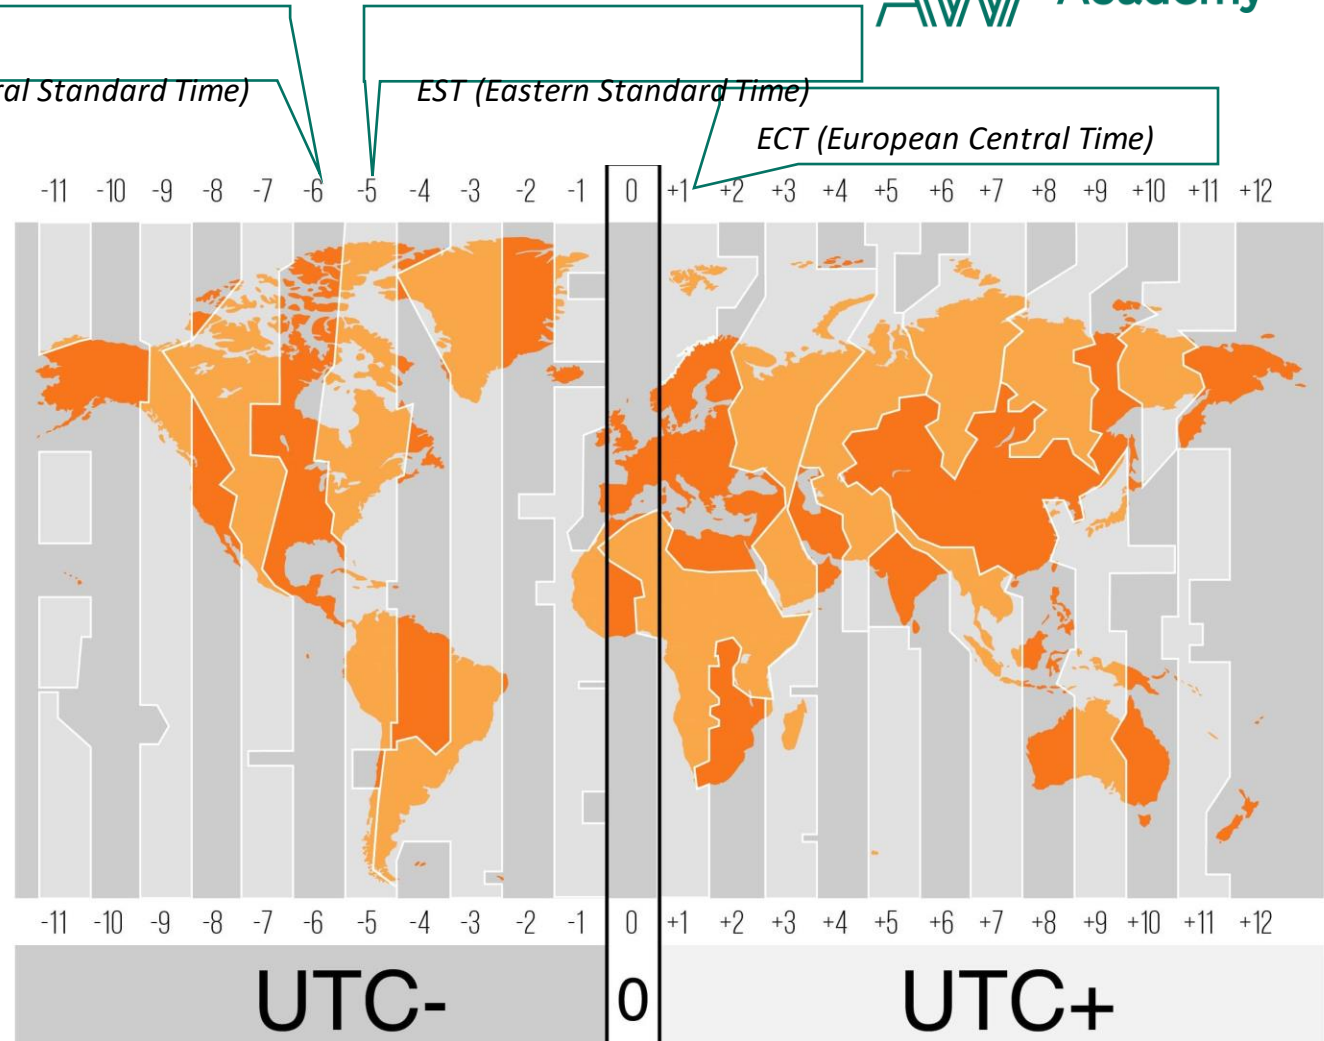 Academy
ral Standard Time)
EST (Eastern Standard Time)
ECT (European Central Time)
-11 -10 -9 -8 -7 -6 -5 -4 -3 -2 -1 0 +1 +2 +3 +4 +5 +6 +7 +8 +9 +10 +11 +12
-11 -10 -9 -8 -7 -6 -5 -4 -3 -2 -1 0 +1 +2 +3 +4 +5 +6 +7 +8 +9 +10 +11 +12
UTC- 0 UTC+